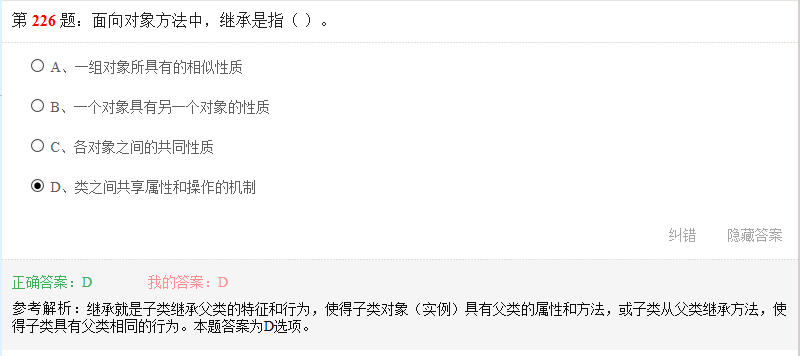 第 226 题：面向对象方法中，继承是指（ ）。
A、一组对象所具有的相似性质
B、一个对象具有另一个对象的性质
C、各对象之间的共同性质
D、类之间共享属性和操作的机制
纠错 隐藏答案
正确答案：D 我的答案：D
参考解析：继承就是子类继承父类的特征和行为，使得子类对象（实例）具有父类的属性和方法，或子类从父类继承方法，使
得子类具有父类相同的行为。本题答案为D选项。